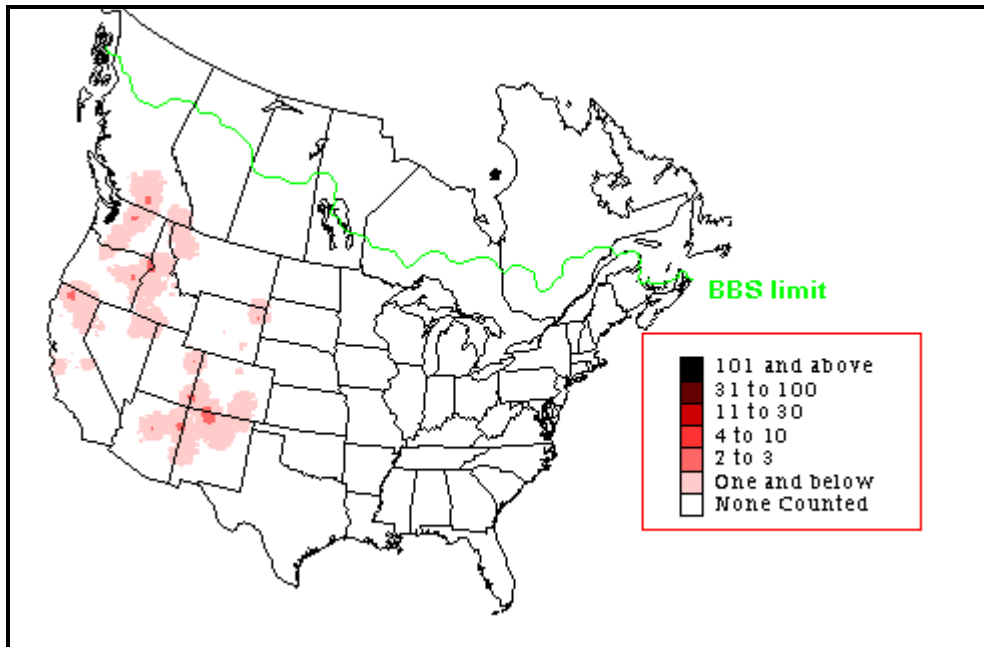 BBS limit
101 and above
31 to 100
11 to 30
4 to 10
2 to 3
One and below
None Counted